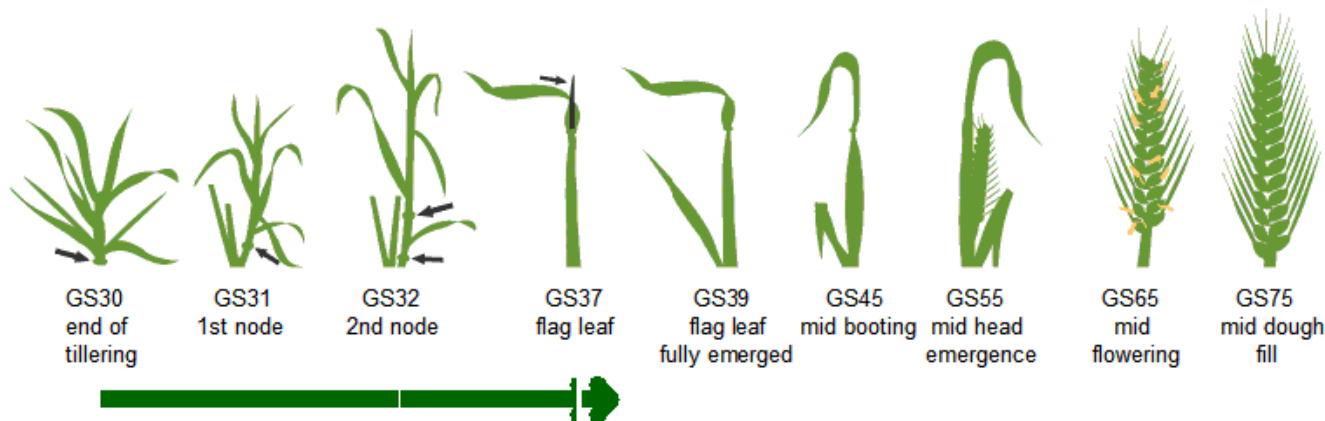 GS30
end of
tillering
GS31
1st node
GS32
2nd node
GS37
flag leaf
GS39
flag leaf
fully emerged
GS45
mid booting
GS55
mid head
emergence
GS65
mid
flowering
GS75
mid dough
fill